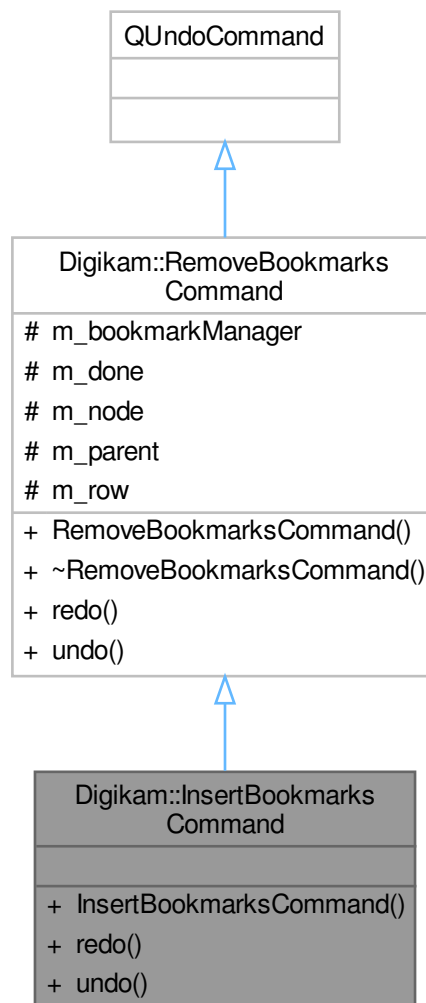 QUndoCommand
Digikam::RemoveBookmarks
Command
# m_bookmarkManager
# m_done
# m_node
# m_parent
# m_row
+ RemoveBookmarksCommand()
+ ~RemoveBookmarksCommand()
+ redo()
+ undo()
Digikam::InsertBookmarks
Command
+ InsertBookmarksCommand()
+ redo()
+ undo()